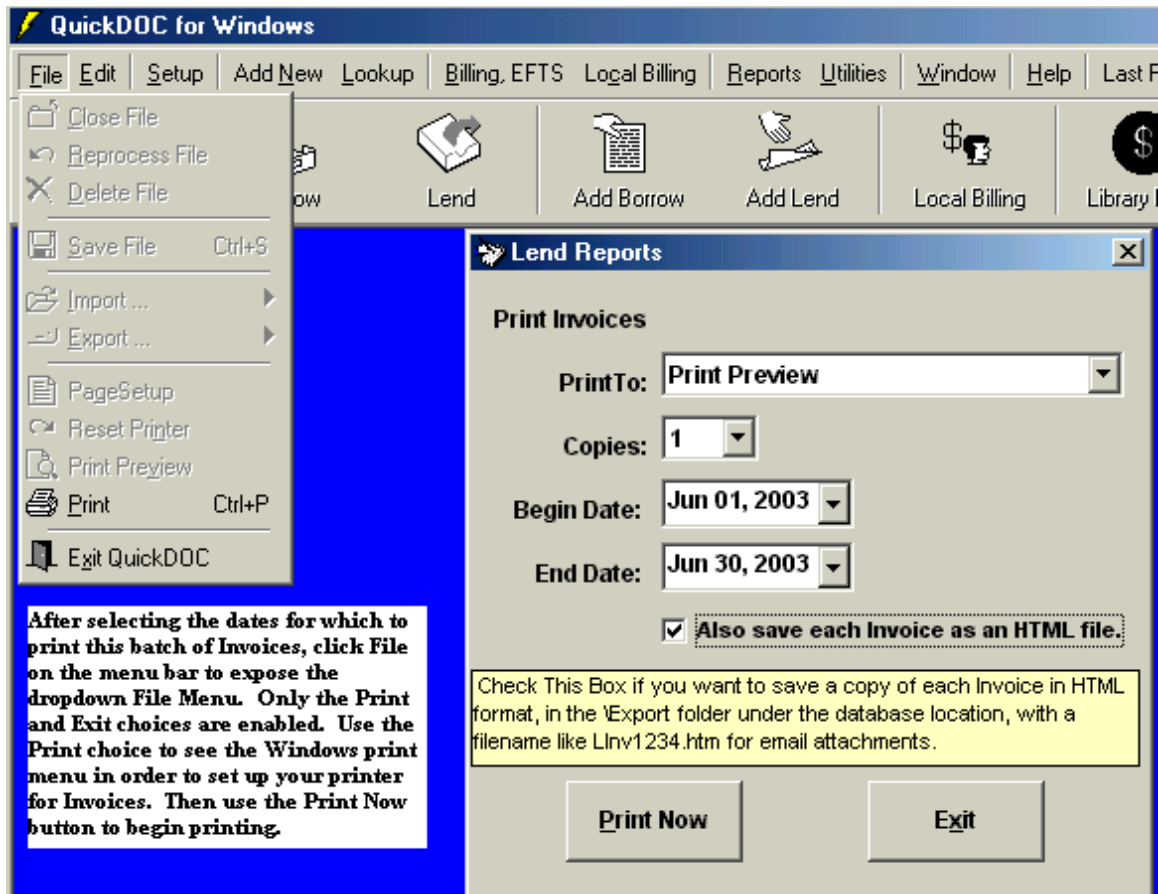 QuickDOC for Windows
File Edit Setup Add New Lookup Billing, EFTS Local Billing Reports Utilities Window Help Last
Close File
Reprocess File
Delete File
Save File Ctrl+S
Import ...
Export ...
PageSetup
Reset Printer
Print Preview
Print Ctrl+P
Exit QuickDOC
ow Lend Add Borrow Add Lend Local Billing Library
Lend Reports
Print Invoices
PrintTo: Print Preview
Copies: 1
Begin Date: Jun 01, 2003
End Date: Jun 30, 2003
Also save each Invoice as an HTML file.
Check This Box if you want to save a copy of each Invoice in HTML
format, in the \Export folder under the database location, with a
filename like LInv1234.htm for email attachments.
Print Now Exit
After selecting the dates for which to
print this batch of Invoices, click File
on the menu bar to expose the
dropdown File Menu. Only the Print
and Exit choices are enabled. Use the
Print choice to see the Windows print
menu in order to set up your printer
for Invoices. Then use the Print Now
button to begin printing.